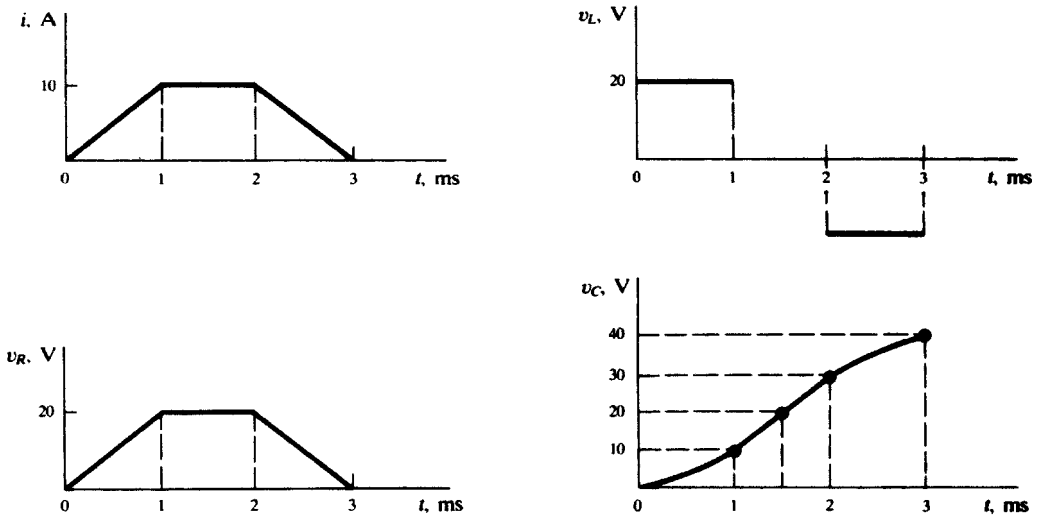 i, A
10
0 1 2 3 t, ms
v_L, V
20
0 1 2 3 t, ms
v_R, V
20
0 1 2 3 t, ms
v_C, V
40
30
20
10
0 1 2 3 t, ms